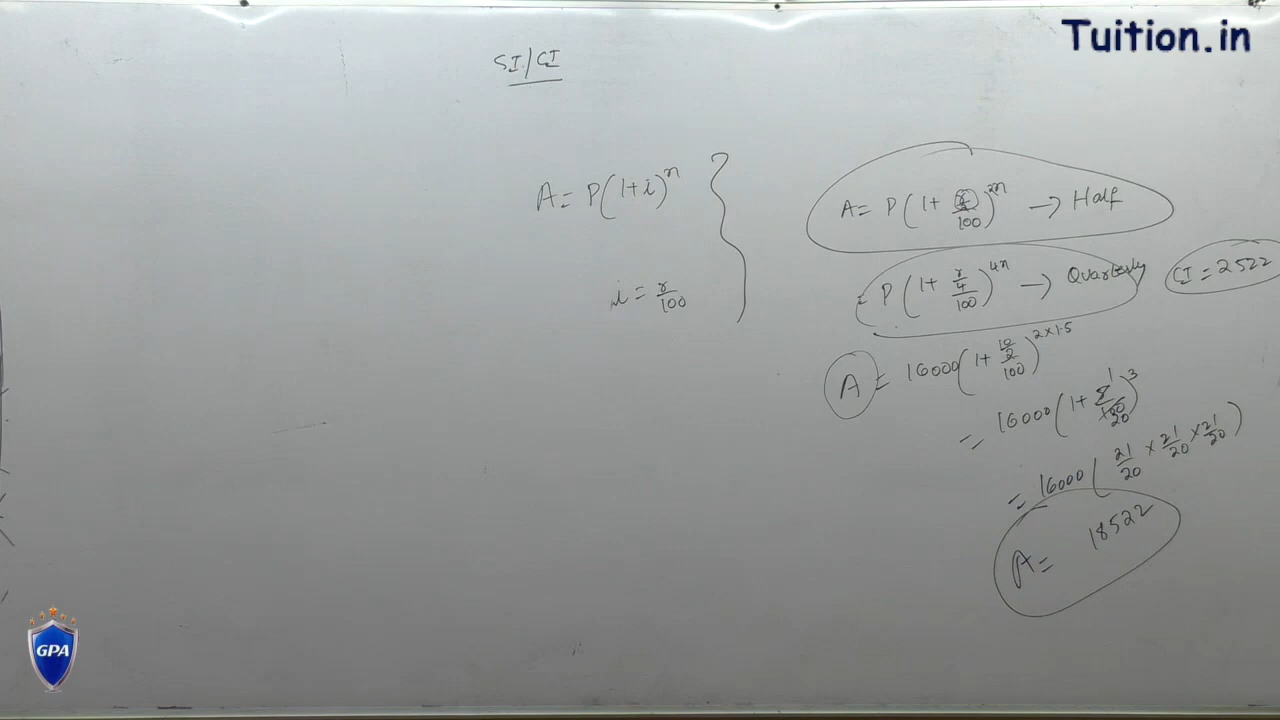 Tuition.in
SI/CI
A = P(1+i)^n
i = r/100
A = P(1 + (r/2)/100)^2n → Half
= P(1 + (r/4)/100)^4n → Quarterly
CI = 2522
A = 16000(1 + (10/2)/100)^2×1.5
= 16000(1 + 5/100)^3
1
20
= 16000(21/20 × 21/20 × 21/20)
A = 18522
GPA